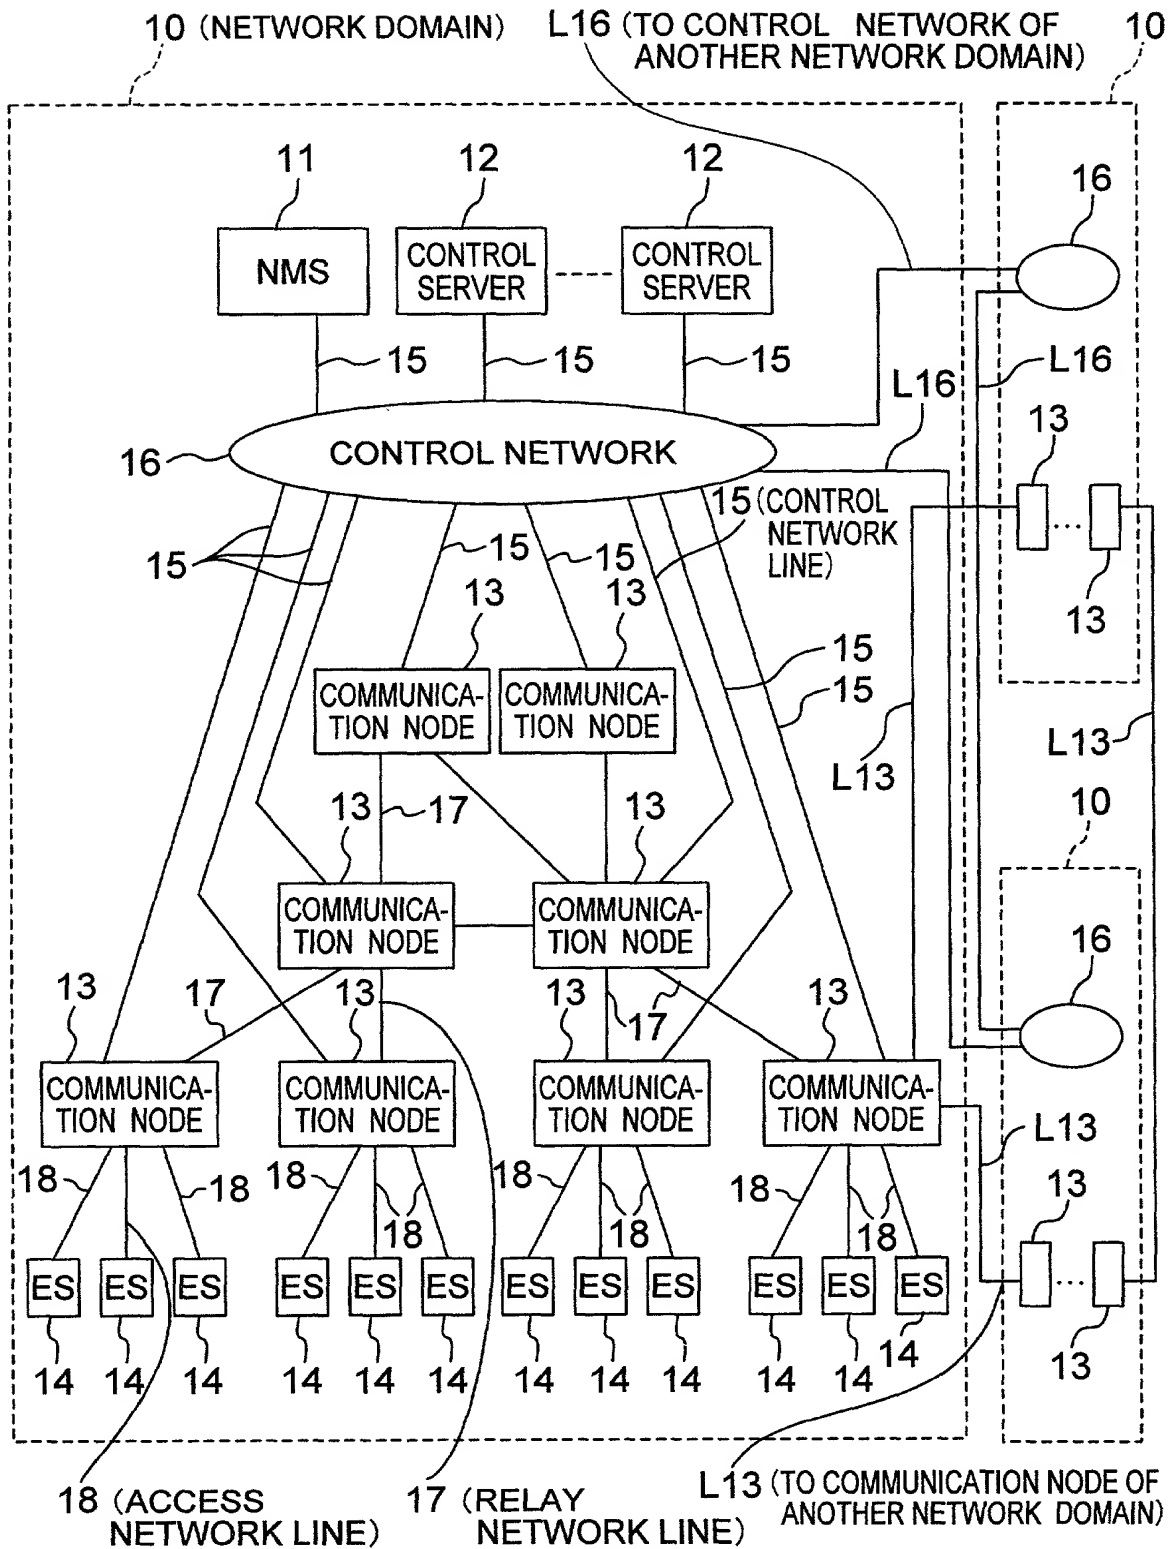 10 (NETWORK DOMAIN)
L16 (TO CONTROL NETWORK OF
ANOTHER NETWORK DOMAIN)
10
11
12
12
16
NMS
CONTROL
SERVER
CONTROL
SERVER
15
15
15
L16
L16
16
CONTROL NETWORK
13
15 (CONTROL
NETWORK
LINE)
15
15
15
13
13
13
15
15
COMMUNICA-
TION NODE
COMMUNICA-
TION NODE
L13
L13
13
17
13
10
COMMUNICA-
TION NODE
COMMUNICA-
TION NODE
16
13
17
13
13
17
13
COMMUNICA-
TION NODE
COMMUNICA-
TION NODE
COMMUNICA-
TION NODE
COMMUNICA-
TION NODE
L13
18
18
18
18
18
18
18
18
13
ES
ES
ES
ES
ES
ES
ES
ES
ES
ES
ES
ES
14
14
14
14
14
14
14
14
14
14
14
14
13
18 (ACCESS
NETWORK LINE)
17 (RELAY
NETWORK LINE)
L13 (TO COMMUNICATION NODE OF
ANOTHER NETWORK DOMAIN)